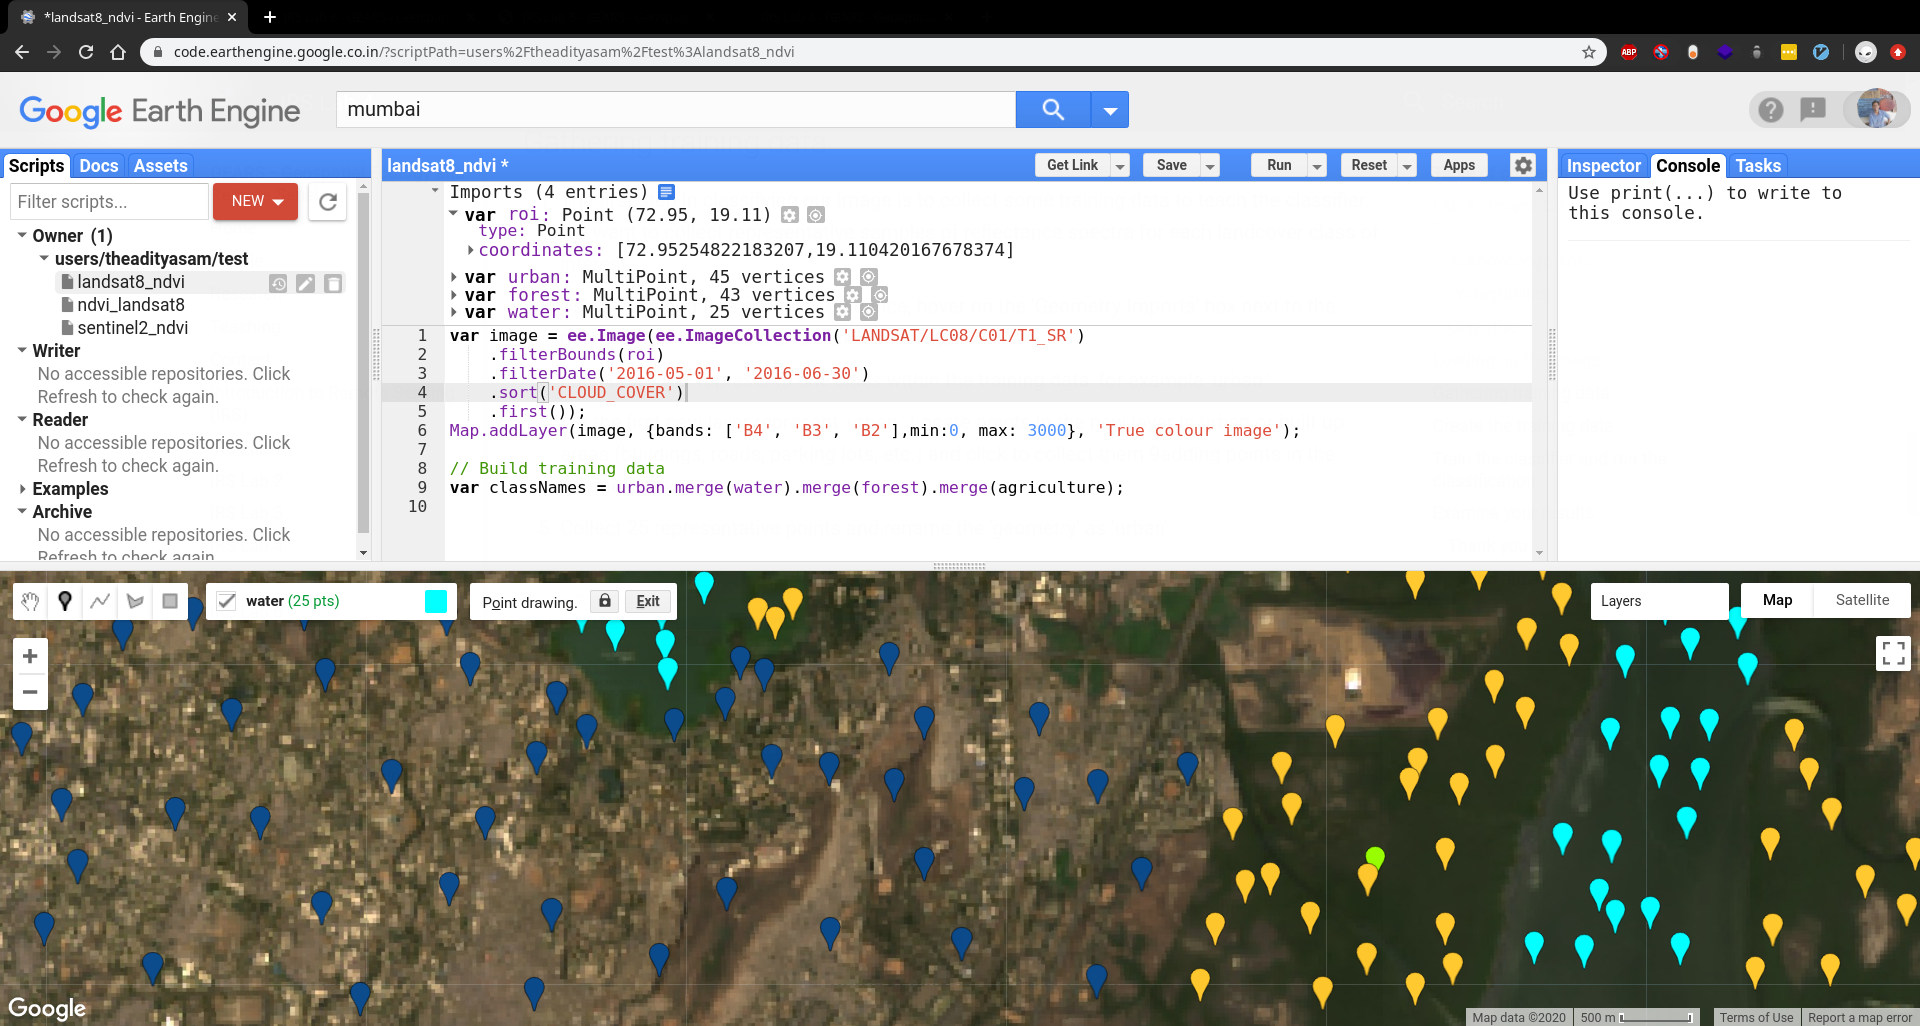 *landsat8_ndvi - Earth Engine
code.earthengine.google.co.in/?scriptPath=users%2Ftheadityasam%2Ftest%3Alandsat8_ndvi
ABP
Google Earth Engine
mumbai
Scripts Docs Assets
landsat8_ndvi *
Get Link Save Run Reset Apps
Inspector Console Tasks
Filter scripts...
NEW
Owner (1)
users/theadityasam/test
landsat8_ndvi
ndvi_landsat8
sentinel2_ndvi
Writer
No accessible repositories. Click
Refresh to check again.
Reader
No accessible repositories. Click
Refresh to check again.
Examples
Archive
No accessible repositories. Click
Refresh to check again.
Imports (4 entries)
var roi: Point (72.95, 19.11)
type: Point
coordinates: [72.95254822183207,19.110420167678374]
var urban: MultiPoint, 45 vertices
var forest: MultiPoint, 43 vertices
var water: MultiPoint, 25 vertices
1 var image = ee.Image(ee.ImageCollection('LANDSAT/LC08/C01/T1_SR')
2 .filterBounds(roi)
3 .filterDate('2016-05-01', '2016-06-30')
4 .sort('CLOUD_COVER')
5 .first());
6 Map.addLayer(image, {bands: ['B4', 'B3', 'B2'],min:0, max: 3000}, 'True colour image');
7
8 // Build training data
9 var classNames = urban.merge(water).merge(forest).merge(agriculture);
10
Use print(...) to write to
this console.
water (25 pts)
Point drawing. Exit
Layers
Map Satellite
+
−
Google
Map data ©2020 500 m Terms of Use Report a map error